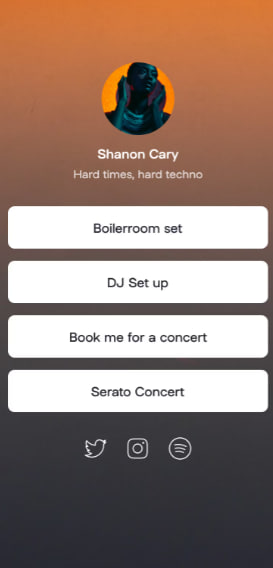 Shanon Cary
Hard times, hard techno
Boilerroom set
DJ Set up
Book me for a concert
Serato Concert